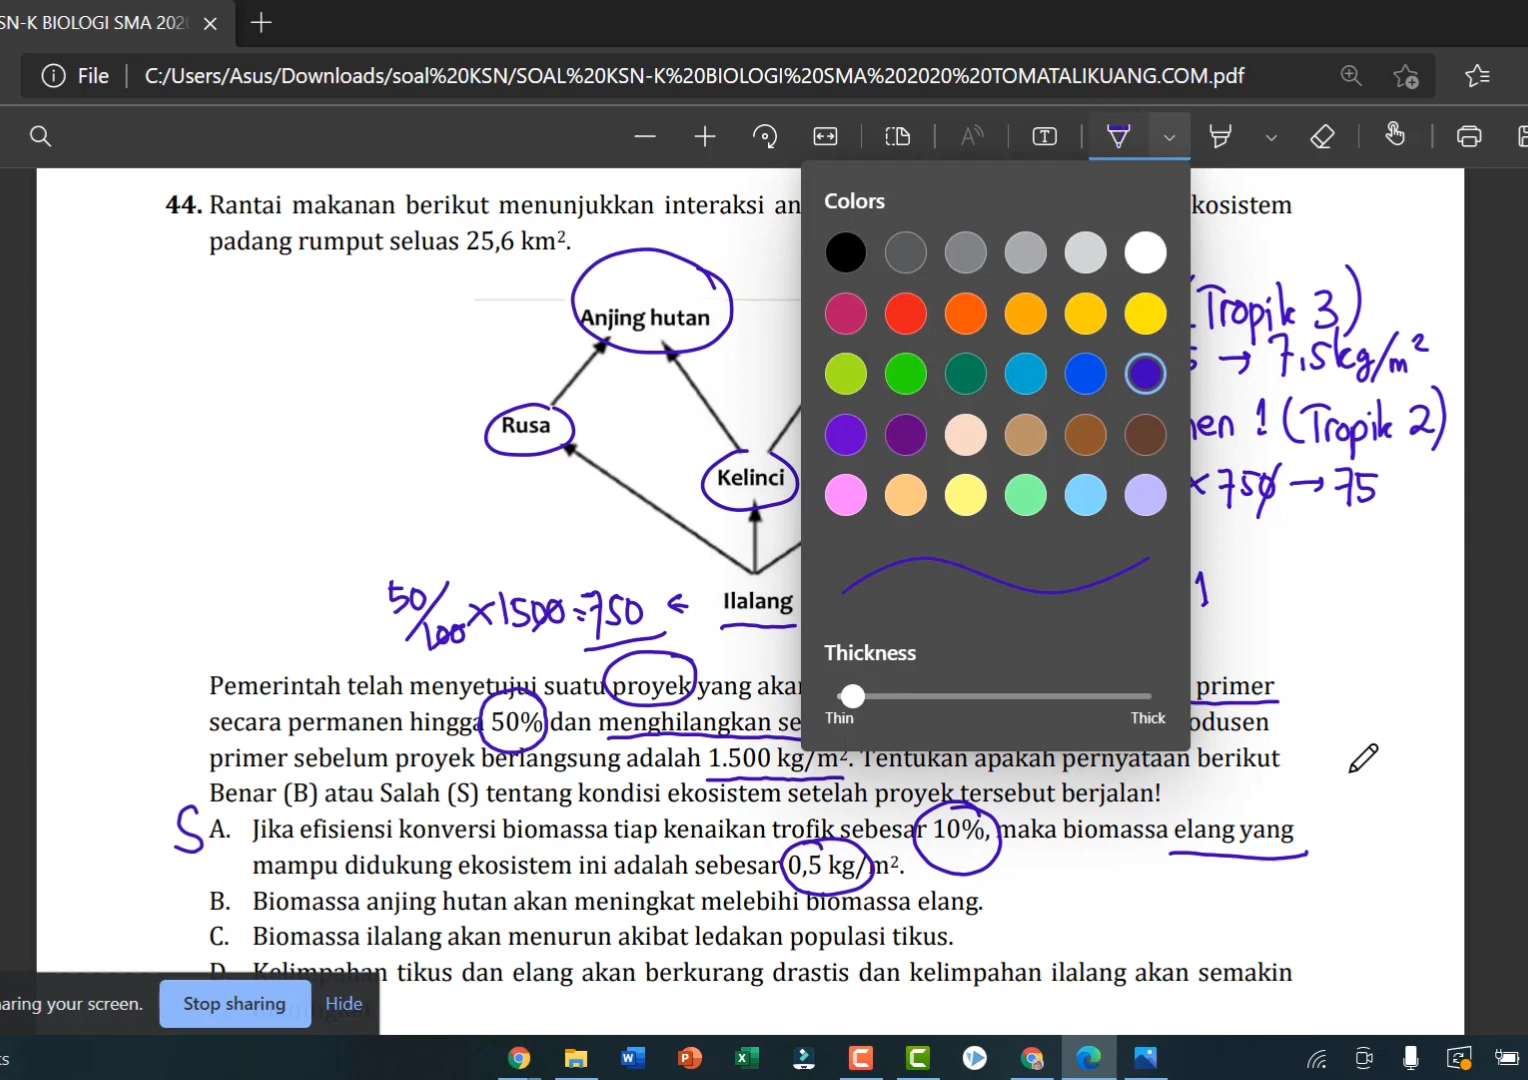 SN-K BIOLOGI SMA 202
File
C:/Users/Asus/Downloads/soal%20KSN/SOAL%20KSN-K%20BIOLOGI%20SMA%202020%20TOMATALIKUANG.COM.pdf
44. Rantai makanan berikut menunjukkan interaksi an
kosistem
padang rumput seluas 25,6 km².
Colors
Anjing hutan
(Tropik 3)
→ 7,5kg/m²
Rusa
! (Tropik 2)
Kelinci
× 750 → 75
50/100 × 1500 = 750 ←
Ilalang
1
Thickness
Thin
Thick
Pemerintah telah menyetujui suatu proyek yang akan
primer
secara permanen hingga 50% dan menghilangkan se
odusen
primer sebelum proyek berlangsung adalah 1.500 kg/m². Tentukan apakah pernyataan berikut
Benar (B) atau Salah (S) tentang kondisi ekosistem setelah proyek tersebut berjalan!
S
A. Jika efisiensi konversi biomassa tiap kenaikan trofik sebesar 10%, maka biomassa elang yang
mampu didukung ekosistem ini adalah sebesar 0,5 kg/m².
B. Biomassa anjing hutan akan meningkat melebihi biomassa elang.
C. Biomassa ilalang akan menurun akibat ledakan populasi tikus.
D. Kelimpahan tikus dan elang akan berkurang drastis dan kelimpahan ilalang akan semakin
aring your screen.
Stop sharing
Hide